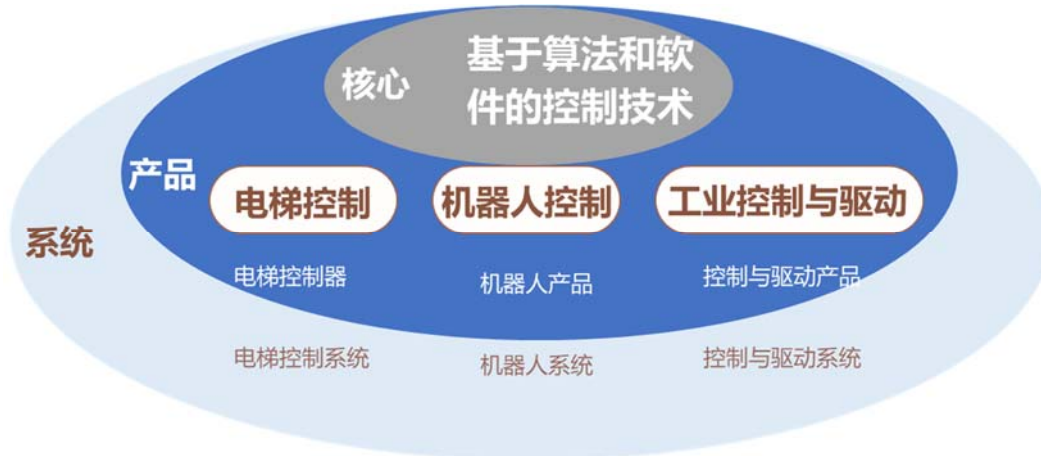 核心
基于算法和软
件的控制技术
产品
电梯控制
机器人控制
工业控制与驱动
系统
电梯控制器
机器人产品
控制与驱动产品
电梯控制系统
机器人系统
控制与驱动系统